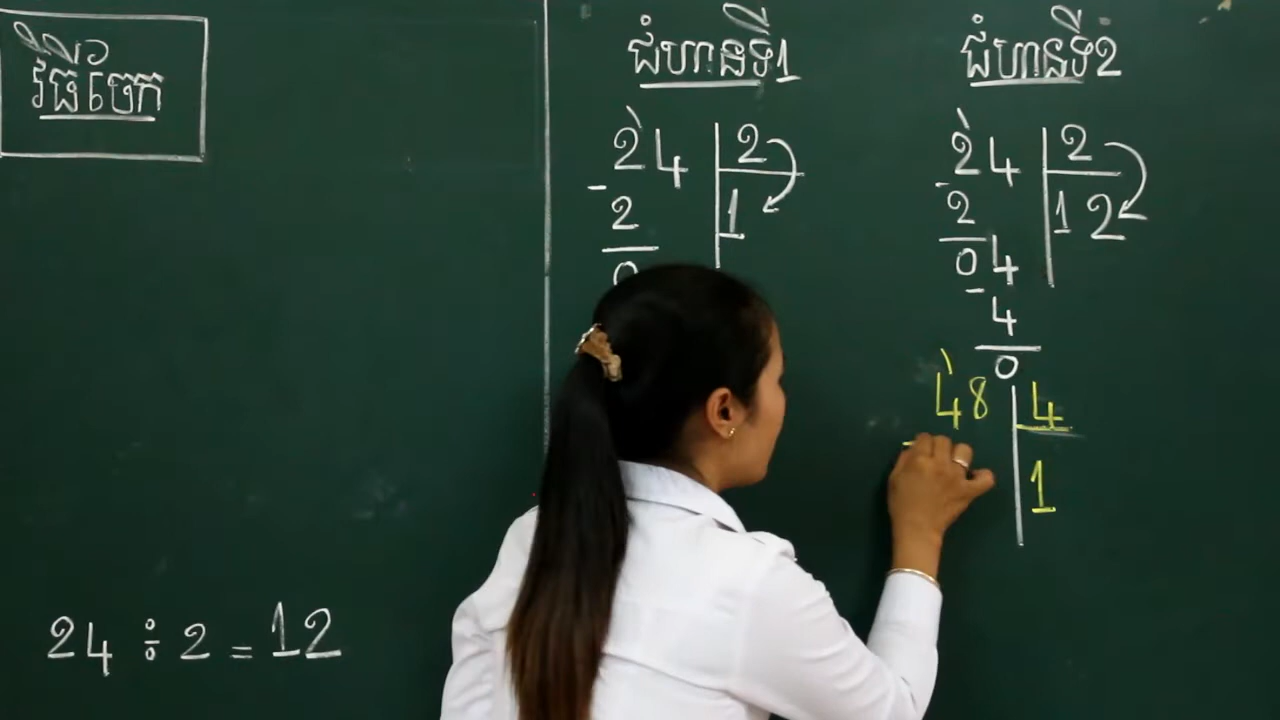 វិធីចែក
24 ÷ 2 = 12
ជំហានទី1
24 2
- 2 1
0
ជំហានទី2
24 2
- 2 12
04
- 4
0
48 4
- 1